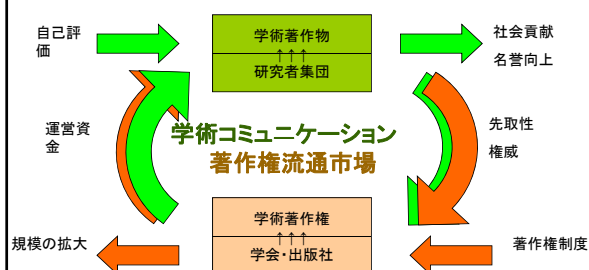 自己評
価
学術著作物
↑↑↑
研究者集団
社会貢献
名誉向上
運営資
金
学術コミュニケーション
著作権流通市場
先取性
権威
規模の拡大
学術著作権
↑↑↑
学会・出版社
著作権制度